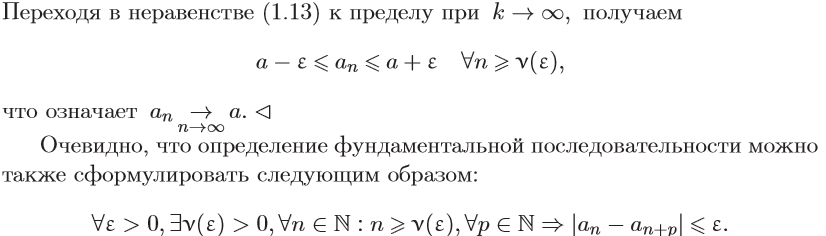 Переходя в неравенстве (1.13) к пределу при k → ∞, получаем
a − ε ⩽ aₙ ⩽ a + ε ∀n ⩾ ν(ε),
что означает aₙ →_{n→∞} a. ◁
Очевидно, что определение фундаментальной последовательности можно
также сформулировать следующим образом:
∀ε > 0, ∃ν(ε) > 0, ∀n ∈ ℕ : n ⩾ ν(ε), ∀p ∈ ℕ ⇒ |aₙ − aₙ₊ₚ| ⩽ ε.